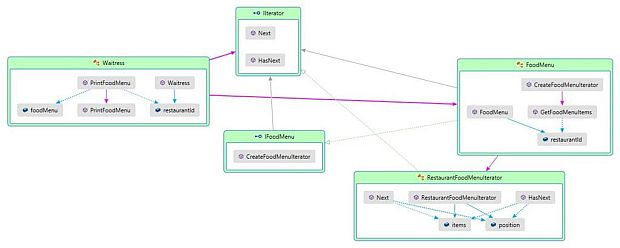 IIterator
Next
HasNext
Waitress
PrintFoodMenu
Waitress
foodMenu
PrintFoodMenu
restaurantId
FoodMenu
CreateFoodMenuIterator
FoodMenu
GetFoodMenuItems
restaurantId
IFoodMenu
CreateFoodMenuIterator
RestaurantFoodMenuIterator
Next
RestaurantFoodMenuIterator
HasNext
items
position